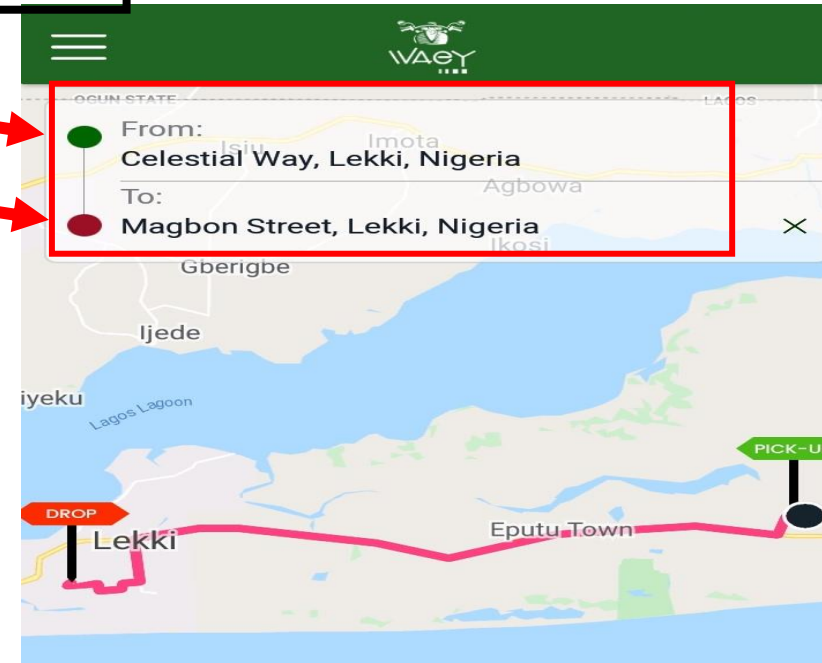 WAEY
OGUN STATE
LAGOS
From:
Isiu
Imota
Celestial Way, Lekki, Nigeria
To:
Agbowa
Magbon Street, Lekki, Nigeria
Ikosi
Gberigbe
Ijede
iyeku
Lagos Lagoon
PICK-U
DROP
Lekki
Eputu Town